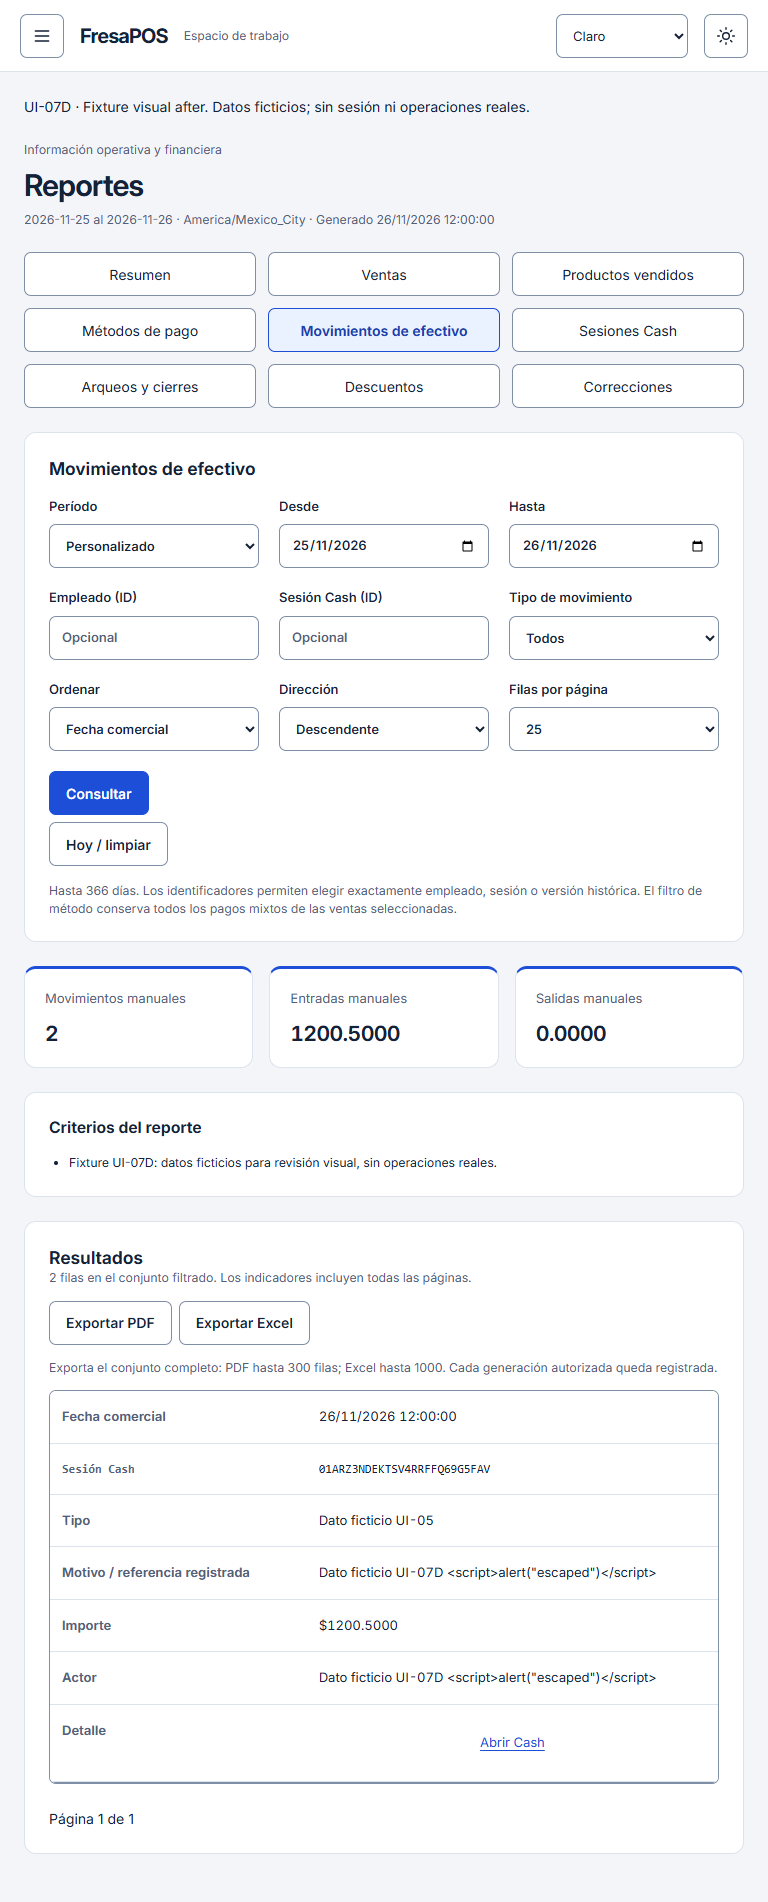 FresaPOS Espacio de trabajo Claro
UI-07D · Fixture visual after. Datos ficticios; sin sesión ni operaciones reales.
Información operativa y financiera
Reportes
2026-11-25 al 2026-11-26 · America/Mexico_City · Generado 26/11/2026 12:00:00
Resumen Ventas Productos vendidos
Métodos de pago Movimientos de efectivo Sesiones Cash
Arqueos y cierres Descuentos Correcciones
Movimientos de efectivo
Período Desde Hasta
Personalizado 25/11/2026 26/11/2026
Empleado (ID) Sesión Cash (ID) Tipo de movimiento
Opcional Opcional Todos
Ordenar Dirección Filas por página
Fecha comercial Descendente 25
Consultar
Hoy / limpiar
Hasta 366 días. Los identificadores permiten elegir exactamente empleado, sesión o versión histórica. El filtro de
método conserva todos los pagos mixtos de las ventas seleccionadas.
Movimientos manuales Entradas manuales Salidas manuales
2 1200.5000 0.0000
Criterios del reporte
• Fixture UI-07D: datos ficticios para revisión visual, sin operaciones reales.
Resultados
2 filas en el conjunto filtrado. Los indicadores incluyen todas las páginas.
Exportar PDF Exportar Excel
Exporta el conjunto completo: PDF hasta 300 filas; Excel hasta 1000. Cada generación autorizada queda registrada.
Fecha comercial 26/11/2026 12:00:00
Sesión Cash 01ARZ3NDEKTSV4RRFFQ69G5FAV
Tipo Dato ficticio UI-05
Motivo / referencia registrada Dato ficticio UI-07D &lt;script&gt;alert("escaped")&lt;/script&gt;
Importe $1200.5000
Actor Dato ficticio UI-07D &lt;script&gt;alert("escaped")&lt;/script&gt;
Detalle Abrir Cash
Página 1 de 1